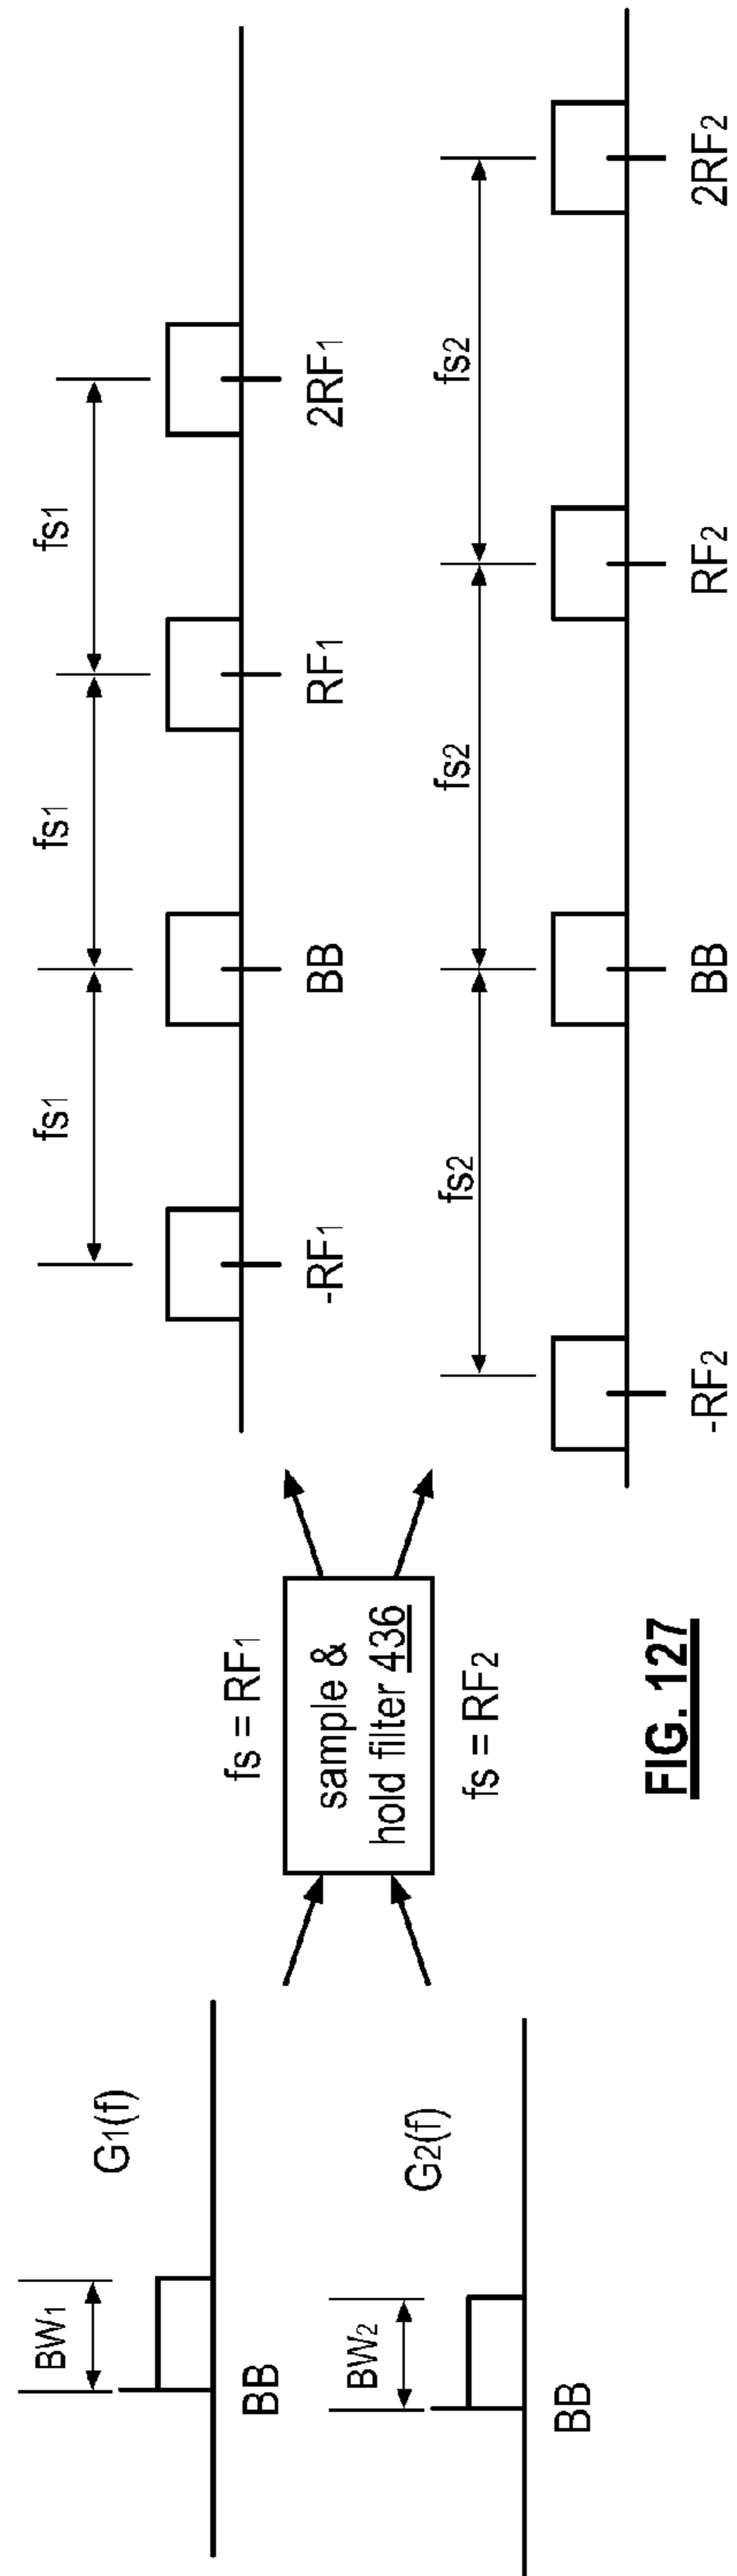 BW1
G1(f)
BB
BW2
G2(f)
BB
fs = RF1
sample &
hold filter 436
fs = RF2
fs1
fs1
fs1
-RF1
BB
RF1
2RF1
fs2
fs2
fs2
-RF2
BB
RF2
2RF2
FIG. 127